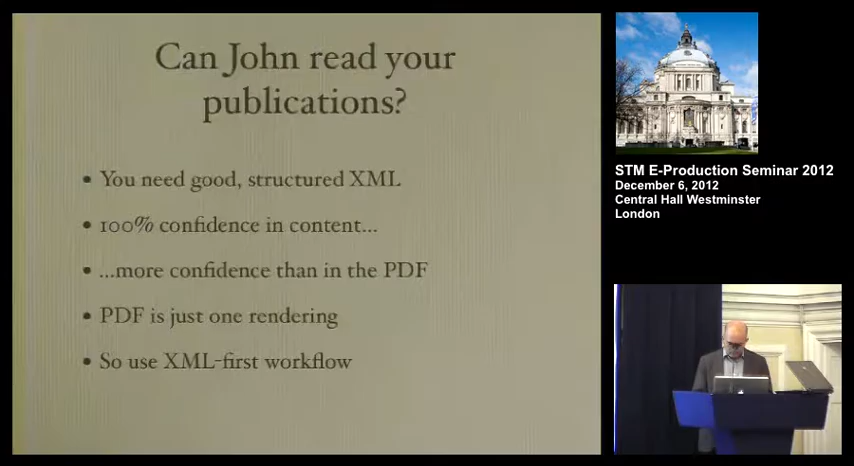 Can John read your
publications?
• You need good, structured XML
• 100% confidence in content...
• ...more confidence than in the PDF
• PDF is just one rendering
• So use XML-first workflow
STM E-Production Seminar 2012
December 6, 2012
Central Hall Westminster
London